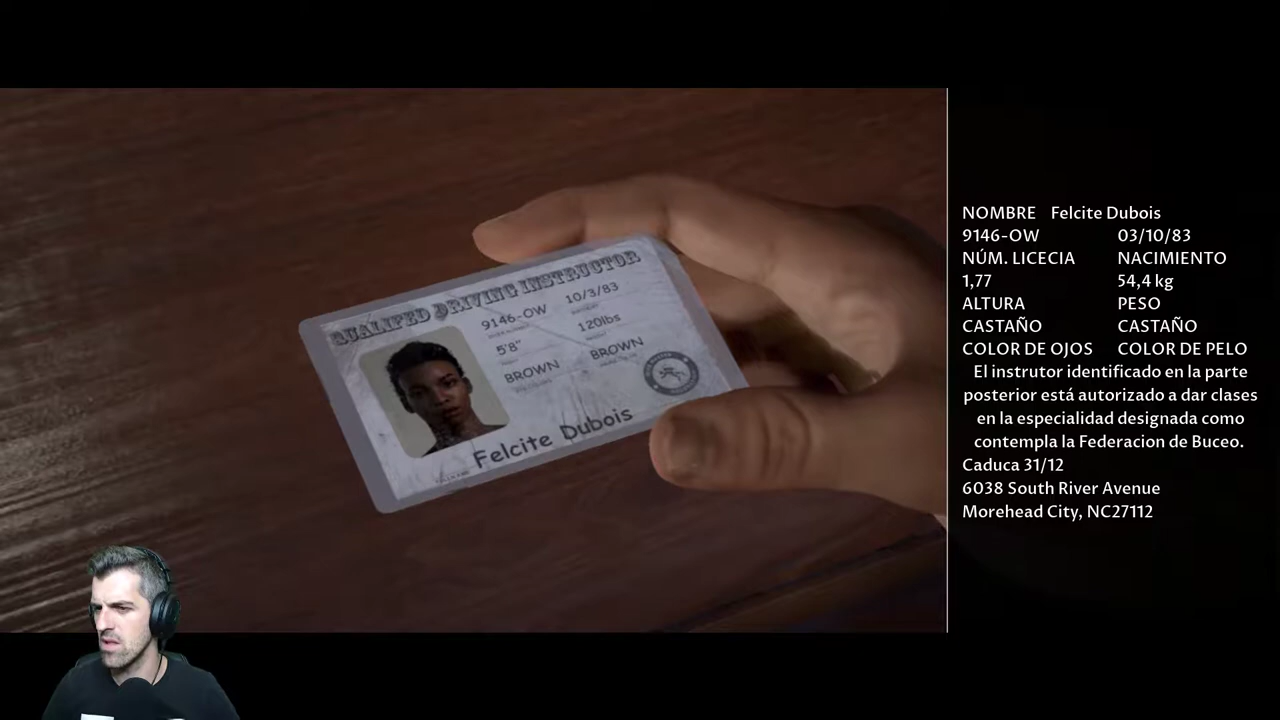 QUALIFED DRIVING INSTRUCTOR
9146-OW 10/3/83
5'8" 120lbs
BROWN BROWN
Felcite Dubois
NOMBRE Felcite Dubois
9146-OW 03/10/83
NÚM. LICECIA NACIMIENTO
1,77 54,4 kg
ALTURA PESO
CASTAÑO CASTAÑO
COLOR DE OJOS COLOR DE PELO
El instrutor identificado en la parte
posterior está autorizado a dar clases
en la especialidad designada como
contempla la Federacion de Buceo.
Caduca 31/12
6038 South River Avenue
Morehead City, NC27112